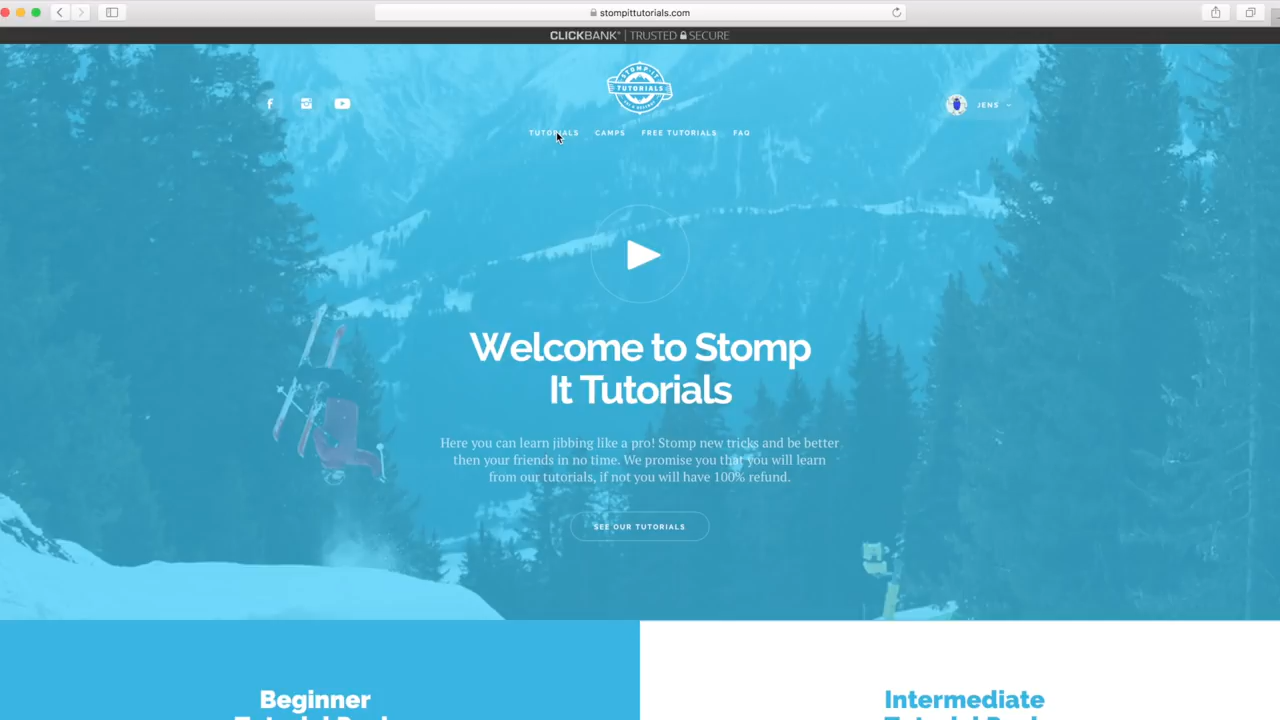 stompittutorials.com
CLICKBANK® | TRUSTED SECURE
STOMP IT
TUTORIALS
JENS
TUTORIALS CAMPS FREE TUTORIALS FAQ
Welcome to Stomp
It Tutorials
Here you can learn jibbing like a pro! Stomp new tricks and be better
then your friends in no time. We promise you that you will learn
from our tutorials, if not you will have 100% refund.
SEE OUR TUTORIALS
Beginner
Intermediate